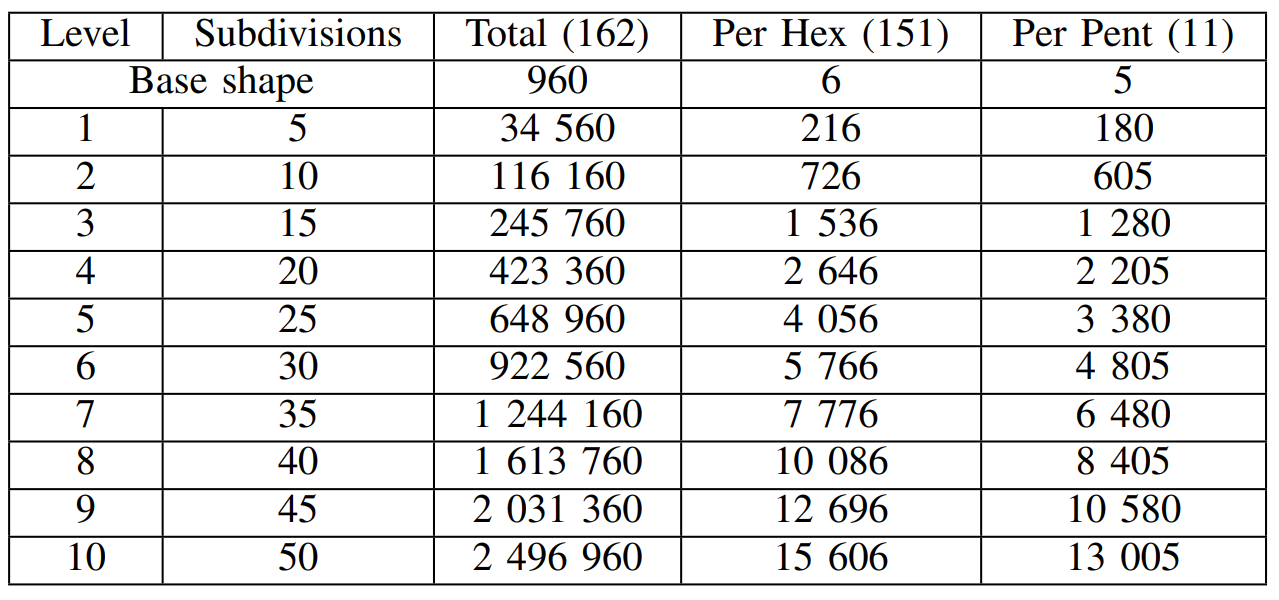 Level Subdivisions Total (162) Per Hex (151) Per Pent (11)
Base shape 960 6 5
1 5 34 560 216 180
2 10 116 160 726 605
3 15 245 760 1 536 1 280
4 20 423 360 2 646 2 205
5 25 648 960 4 056 3 380
6 30 922 560 5 766 4 805
7 35 1 244 160 7 776 6 480
8 40 1 613 760 10 086 8 405
9 45 2 031 360 12 696 10 580
10 50 2 496 960 15 606 13 005